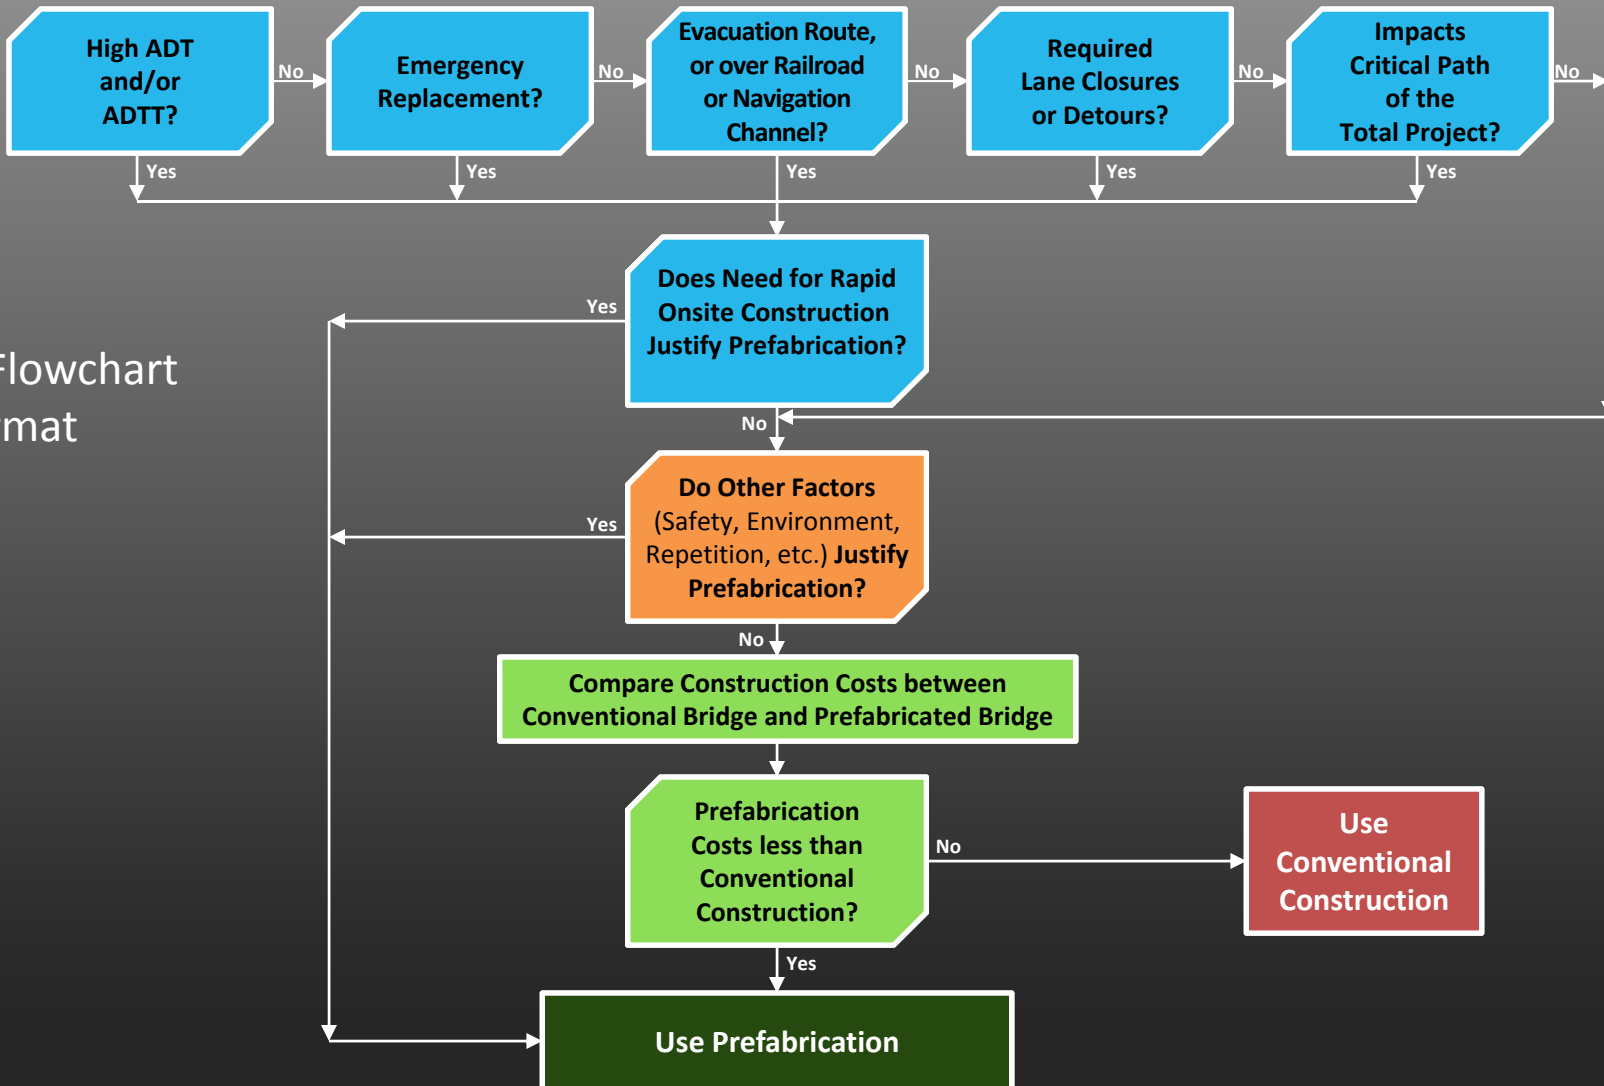 High ADT
and/or
ADTT?
No
Emergency
Replacement?
No
Evacuation Route,
or over Railroad
or Navigation
Channel?
No
Required
Lane Closures
or Detours?
No
Impacts
Critical Path
of the
Total Project?
No
Yes
Yes
Yes
Yes
Yes
Does Need for Rapid
Onsite Construction
Justify Prefabrication?
Yes
Flowchart
No
Do Other Factors
(Safety, Environment,
Repetition, etc.) Justify
Prefabrication?
Yes
No
Compare Construction Costs between
Conventional Bridge and Prefabricated Bridge
Prefabrication
Costs less than
Conventional
Construction?
No
Use
Conventional
Construction
Yes
Use Prefabrication